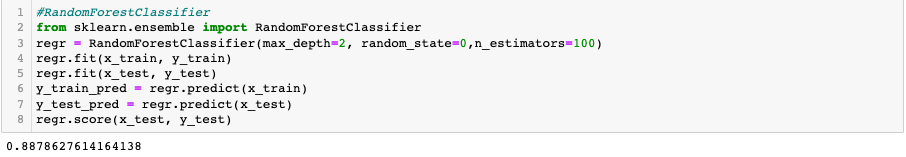 1 #RandomForestClassifier
2 from sklearn.ensemble import RandomForestClassifier
3 regr = RandomForestClassifier(max_depth=2, random_state=0,n_estimators=100)
4 regr.fit(x_train, y_train)
5 regr.fit(x_test, y_test)
6 y_train_pred = regr.predict(x_train)
7 y_test_pred = regr.predict(x_test)
8 regr.score(x_test, y_test)
0.8878627614164138